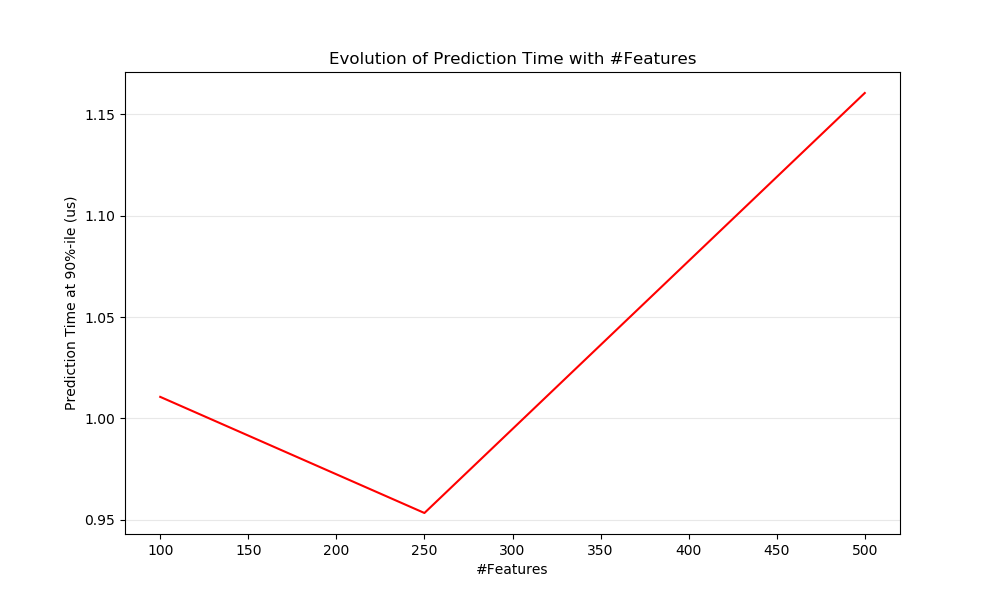 Evolution of Prediction Time with #Features
Prediction Time at 90%-ile (us)
1.15
1.10
1.05
1.00
0.95
100 150 200 250 300 350 400 450 500
#Features